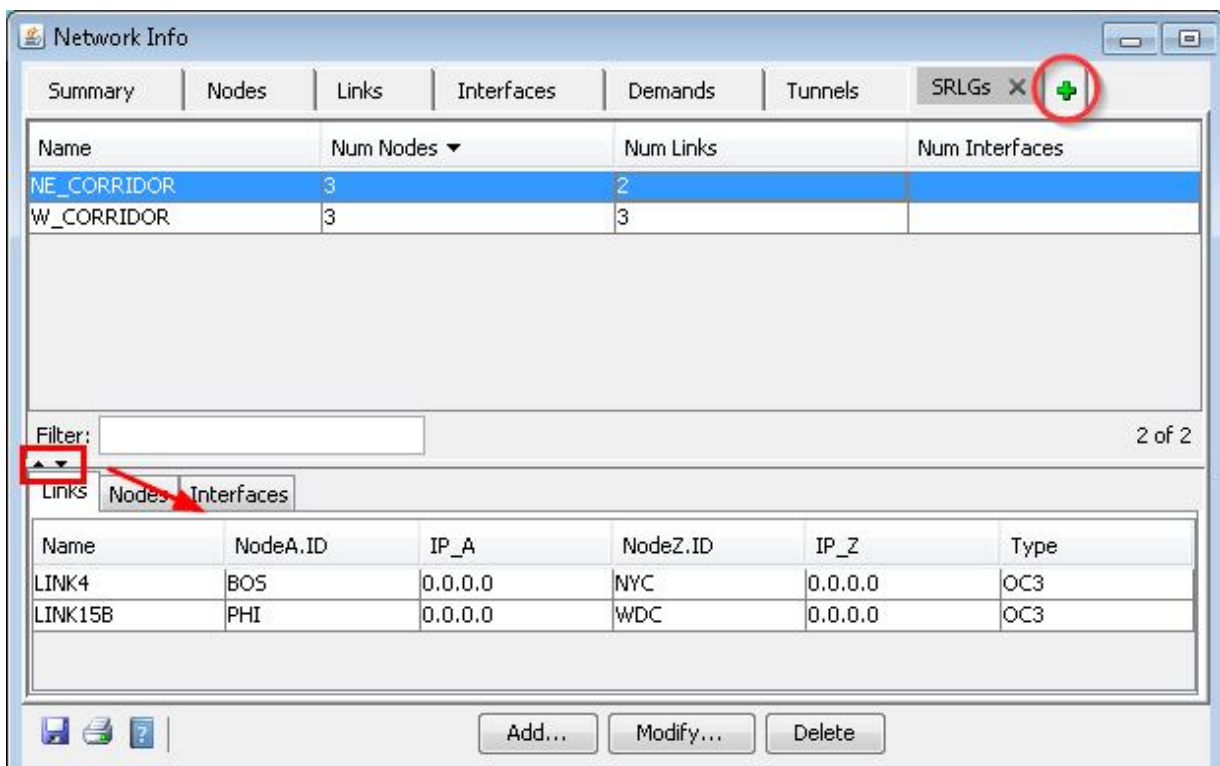 Network Info
Summary Nodes Links Interfaces Demands Tunnels SRLGs
Name Num Nodes Num Links Num Interfaces
NE_CORRIDOR 3 2
W_CORRIDOR 3 3
Filter: 2 of 2
Links Nodes Interfaces
Name NodeA.ID IP_A NodeZ.ID IP_Z Type
LINK4 BOS 0.0.0.0 NYC 0.0.0.0 OC3
LINK15B PHI 0.0.0.0 WDC 0.0.0.0 OC3
Add... Modify... Delete